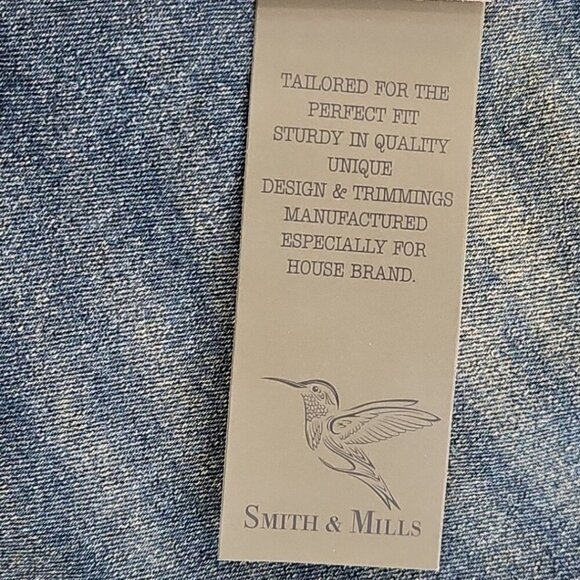 TAILORED FOR THE
PERFECT FIT
STURDY IN QUALITY
UNIQUE
DESIGN & TRIMMINGS
MANUFACTURED
ESPECIALLY FOR
HOUSE BRAND.
SMITH & MILLS